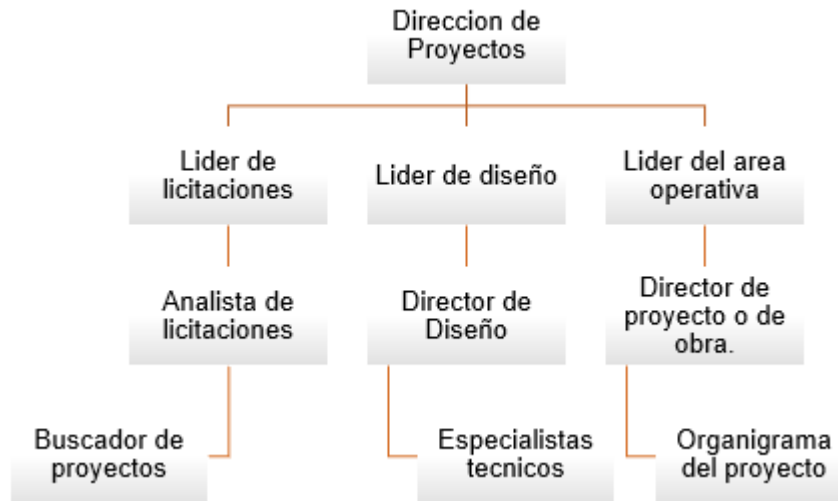 Direccion de
Proyectos
Lider de
licitaciones
Lider de diseño
Lider del area
operativa
Analista de
licitaciones
Director de
Diseño
Director de
proyecto o de
obra.
Buscador de
proyectos
Especialistas
tecnicos
Organigrama
del proyecto